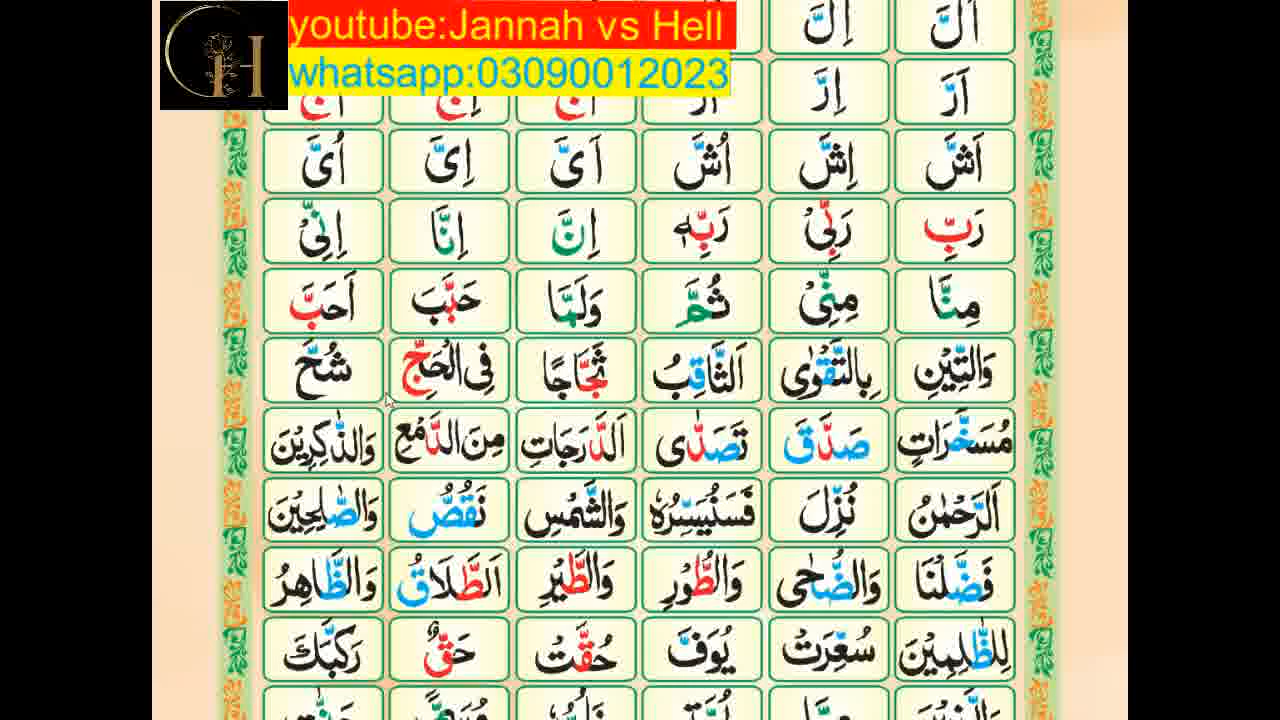 youtube:Jannah vs Hell
whatsapp:03090012023
اَلَّ اِلَّ
اَرَّ اِرَّ
اَشَّ اِشَّ اُشَّ اَىَّ اِىَّ اُىَّ
رَبِّ رَبِّىْ رَبِّهٖ اِنَّ اِنَّا اِنِّىْ
مِنَّا مِنِّىْ ثُمَّ وَلَمَّا حَبَّبَ اَحَبَّ
وَالتِّيْنِ بِالتَّقْوٰى اَلثَّاقِبُ ثَجَّاجًا فِى الْحَجِّ شُحَّ
مُسَخَّرَاتٍ صَدَّقَ تَصَدّٰى اَلدَّرَجَاتِ مِنَ الدَّمْعِ وَالذّٰكِرِيْنَ
اَلرَّحْمٰنُ نُزِّلَ فَسَنُيَسِّرُهٗ وَالشَّمْسِ نَقُصُّ وَالصّٰلِحِيْنَ
فَضَّلْنَا وَالضُّحٰى وَالطُّوْرِ وَالطَّيْرِ اَلطَّلَاقُ وَالظَّاهِرُ
لِلظّٰلِمِيْنَ سُعِّرَتْ يُوَفَّ حُقَّتْ حَقٌّ رَكَّبَكَ